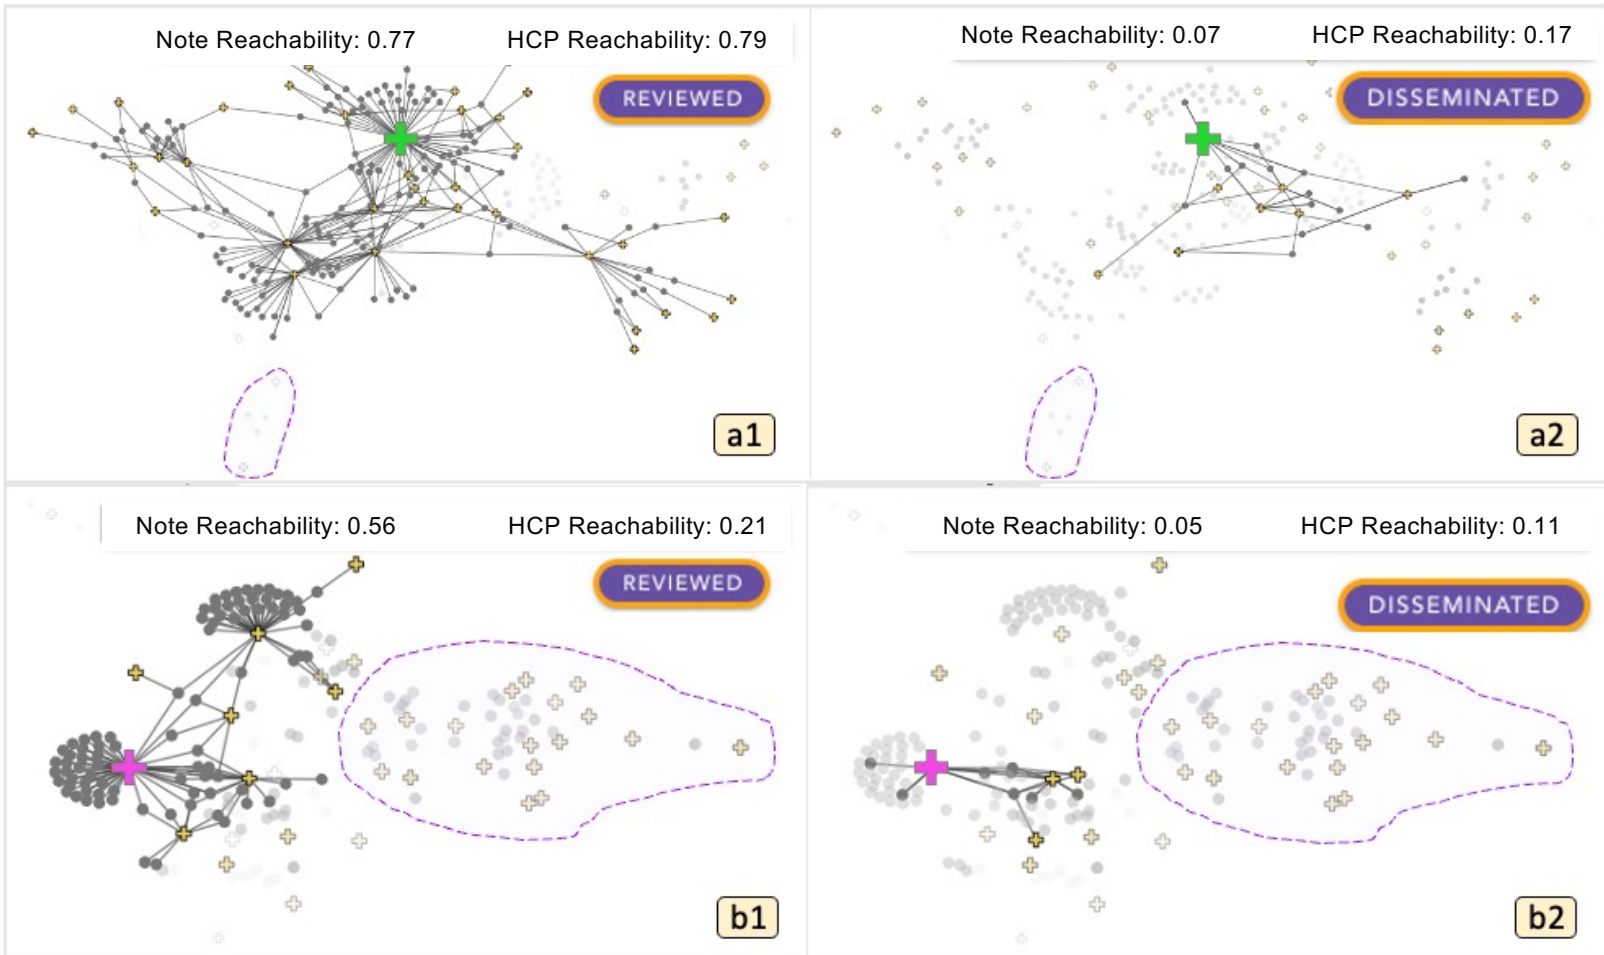 Note Reachability: 0.77 HCP Reachability: 0.79
REVIEWED
a1
Note Reachability: 0.07 HCP Reachability: 0.17
DISSEMINATED
a2
Note Reachability: 0.56 HCP Reachability: 0.21
REVIEWED
b1
Note Reachability: 0.05 HCP Reachability: 0.11
DISSEMINATED
b2